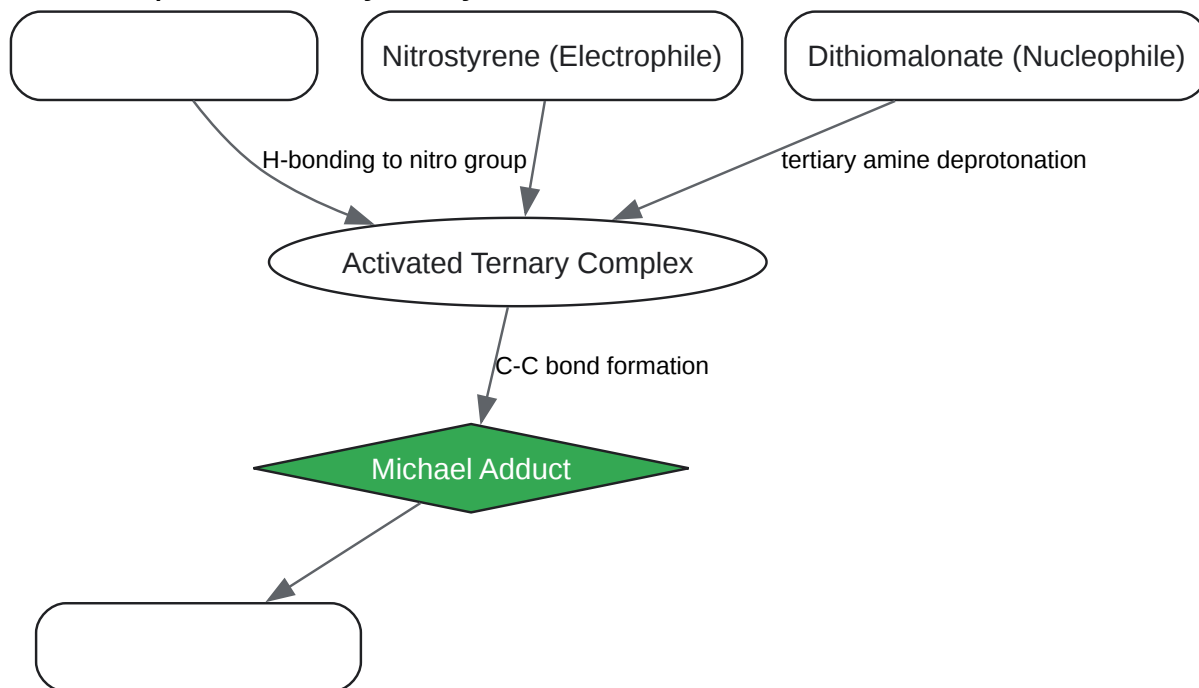 Nitrostyrene (Electrophile)
Dithiomalonate (Nucleophile)
H-bonding to nitro group
tertiary amine deprotonation
Activated Ternary Complex
C-C bond formation
Michael Adduct